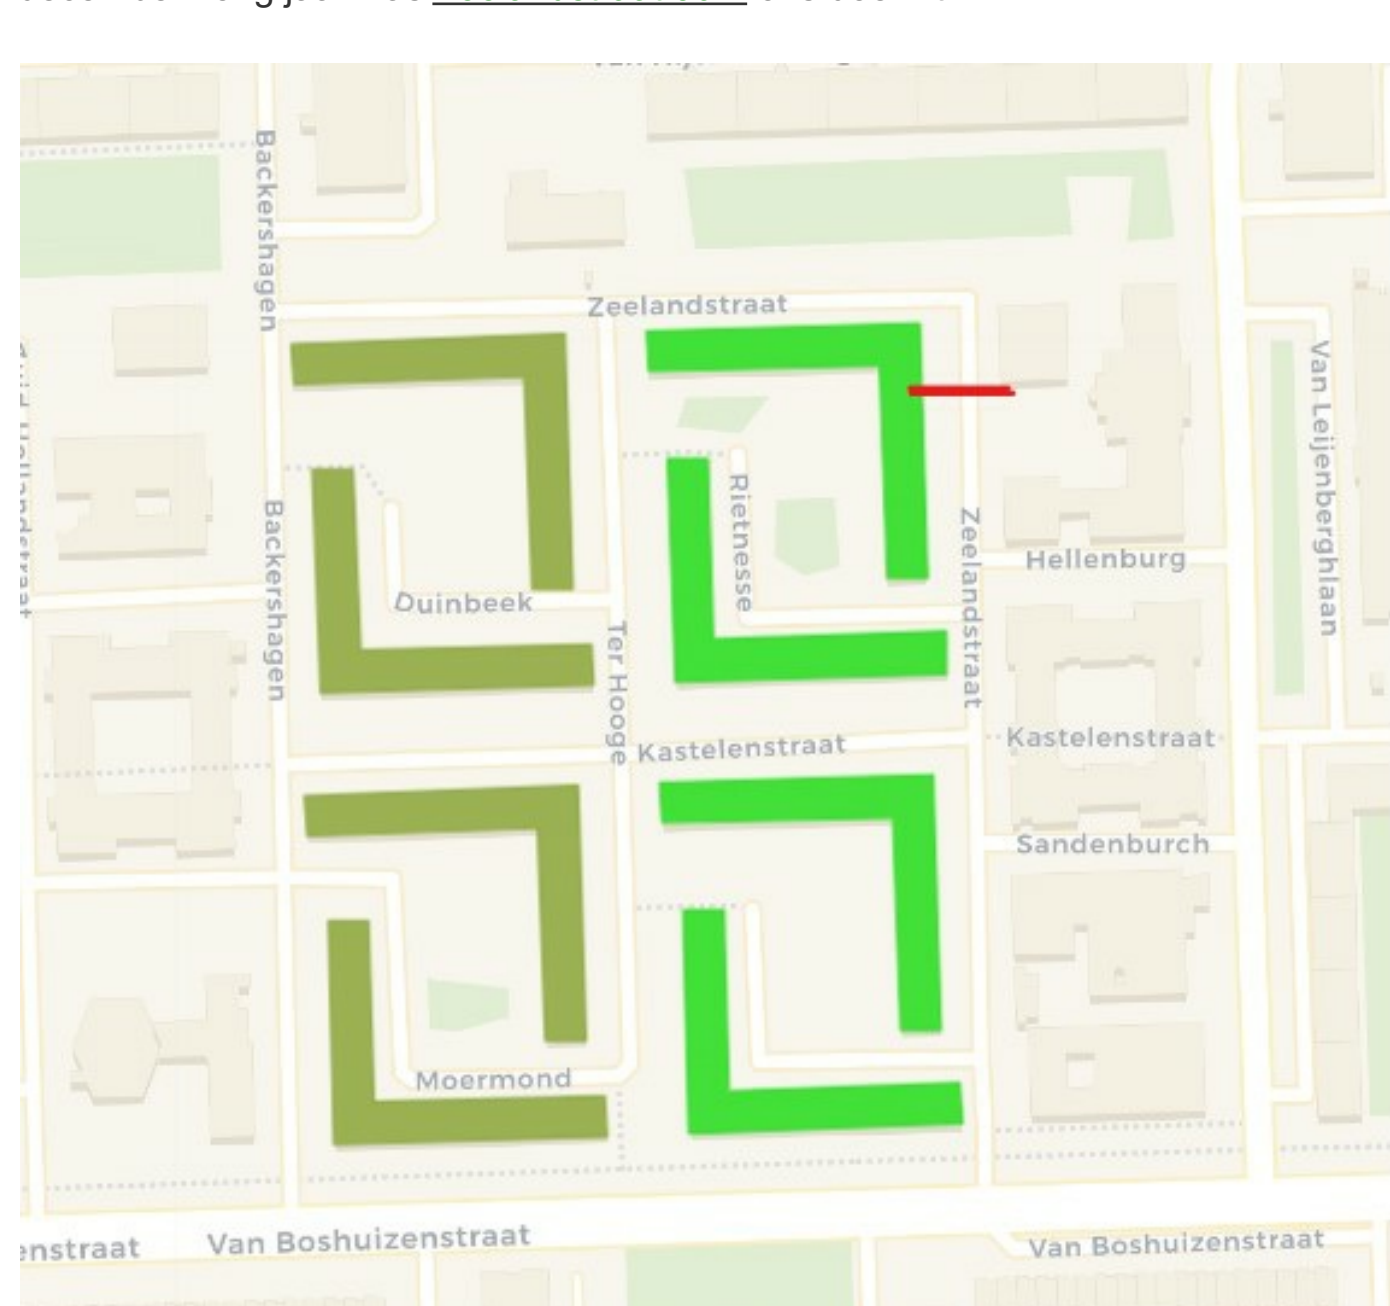 Backershagen
Zeelandstraat
Van Leijenberghlaan
Rietnesse
Backershagen
Zeelandstraat
Hellenburg
Duinbeek
Ter Hooge
Kastelenstraat
Kastelenstraat
Sandenburch
Moermond
enstraat
Van Boshuizenstraat
Van Boshuizenstraat